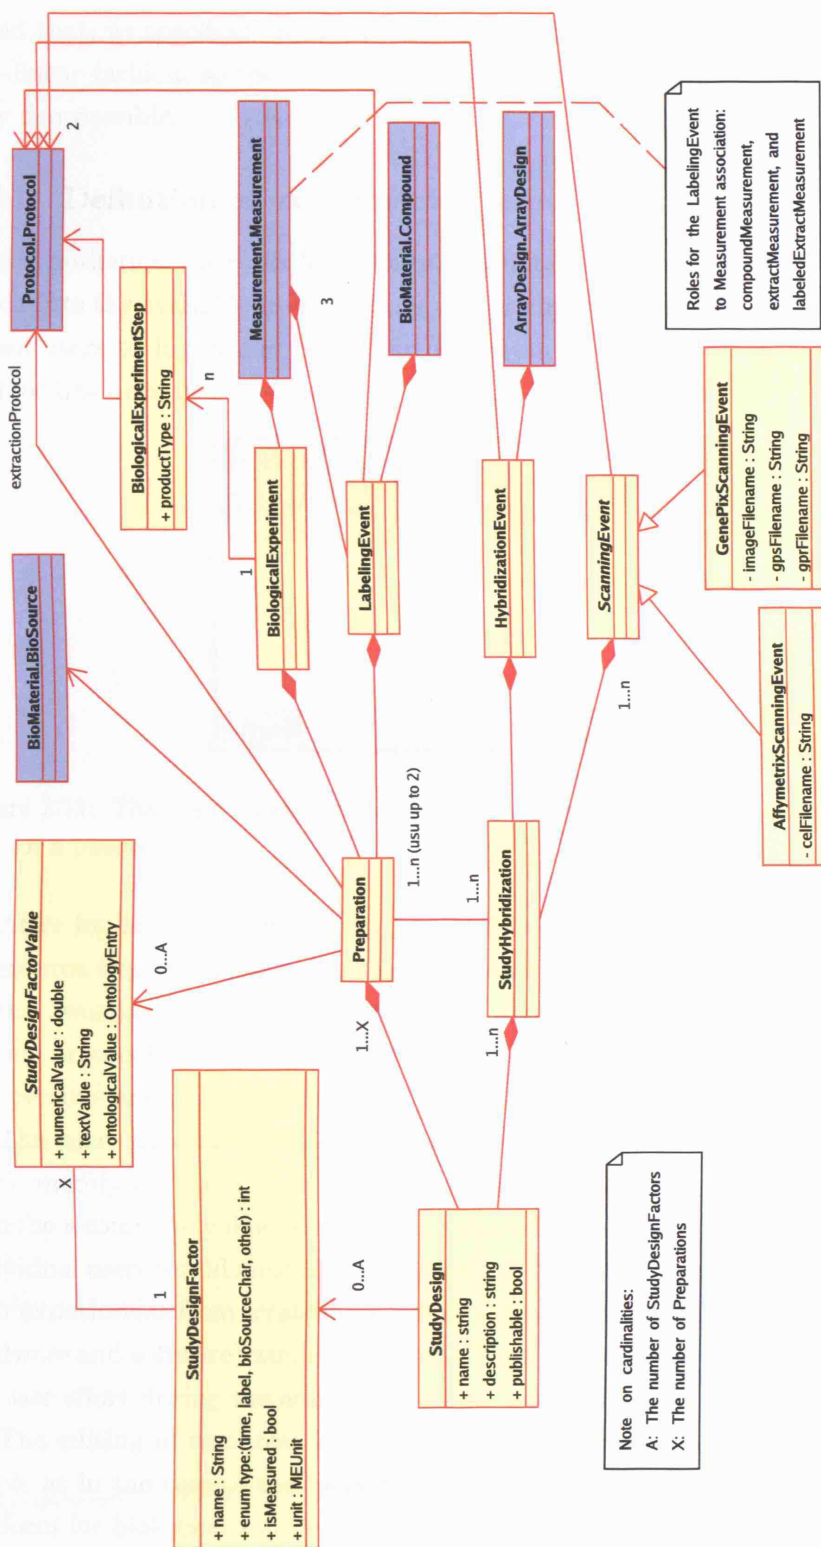 StudyDesignFactor
+ name : String
+ enum type:(time, label, bioSourceChar, other) : int
+ isMeasured : bool
+ unit : MEUnit
1
X
StudyDesignFactorValue
+ numericalValue : double
+ textValue : String
+ ontologicalValue : OntologyEntry
0...A
BioMaterial.BioSource
extractionProtocol
Protocol.Protocol
2
BiologicalExperimentStep
+ productType : String
n
1
BiologicalExperiment
Measurement.Measurement
3
LabelingEvent
BioMaterial.Compound
HybridizationEvent
ArrayDesign.ArrayDesign
ScanningEvent
1...n
Preparation
1...n (usu up to 2)
1...X
1...n
StudyHybridization
1...n
0...A
StudyDesign
+ name : string
+ description : string
+ publishable : bool
AffymetrixScanningEvent
- celFilename : String
GenePixScanningEvent
- imageFilename : String
- gpsFilename : String
- gprFilename : String
Roles for the LabelingEvent
to Measurement association:
compoundMeasurement,
extractMeasurement, and
labeledExtractMeasurement
Note on cardinalities:
A: The number of StudyDesignFactors
X: The number of Preparations